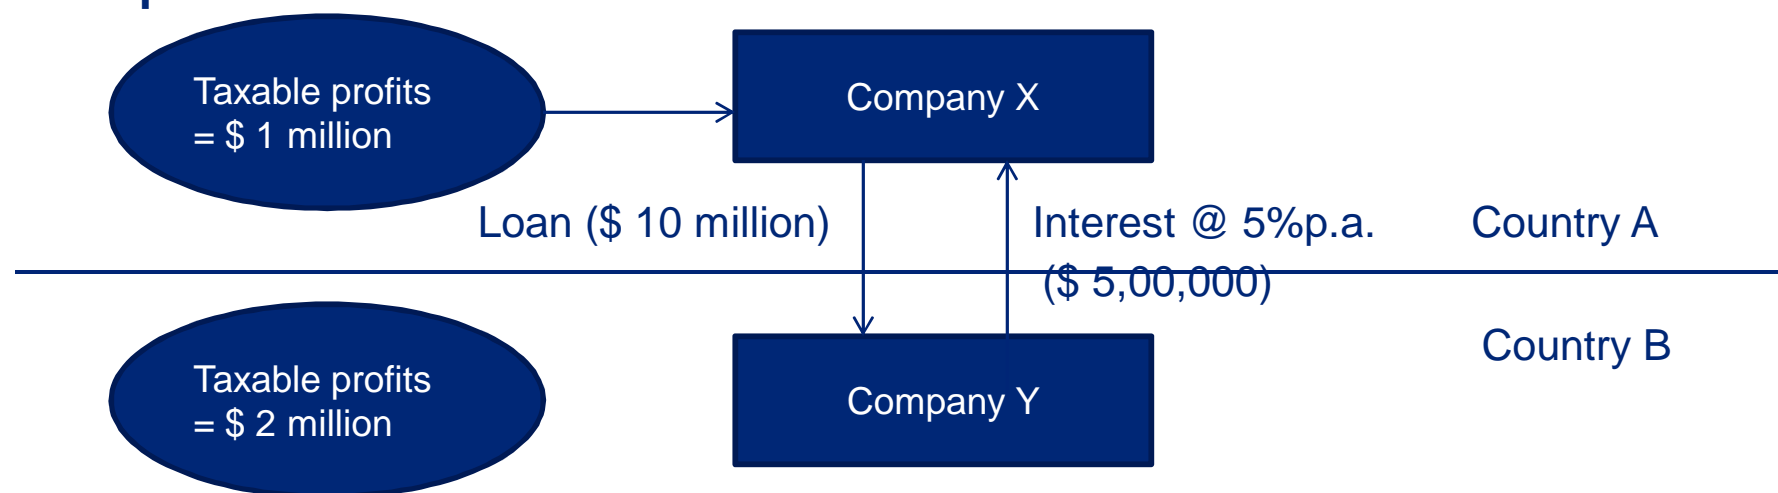 Taxable profits
= $ 1 million
Company X
Loan ($ 10 million)
Interest @ 5%p.a.
($ 5,00,000)
Country A
Country B
Taxable profits
= $ 2 million
Company Y